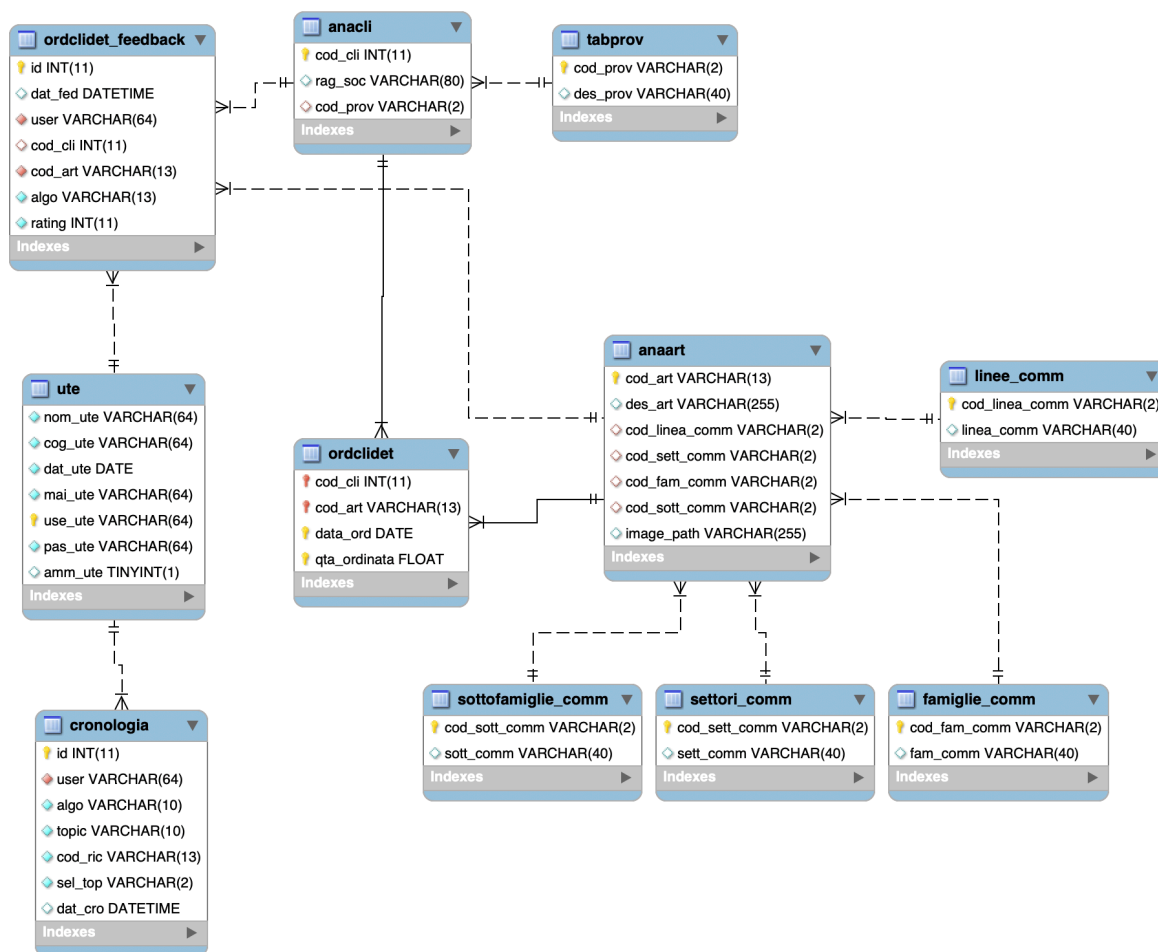 ordclidet_feedback
id INT(11)
dat_fed DATETIME
user VARCHAR(64)
cod_cli INT(11)
cod_art VARCHAR(13)
algo VARCHAR(13)
rating INT(11)
Indexes
anacli
cod_cli INT(11)
rag_soc VARCHAR(80)
cod_prov VARCHAR(2)
Indexes
tabprov
cod_prov VARCHAR(2)
des_prov VARCHAR(40)
Indexes
ute
nom_ute VARCHAR(64)
cog_ute VARCHAR(64)
dat_ute DATE
mai_ute VARCHAR(64)
use_ute VARCHAR(64)
pas_ute VARCHAR(64)
amm_ute TINYINT(1)
Indexes
ordclidet
cod_cli INT(11)
cod_art VARCHAR(13)
data_ord DATE
qta_ordinata FLOAT
Indexes
anaart
cod_art VARCHAR(13)
des_art VARCHAR(255)
cod_linea_comm VARCHAR(2)
cod_sett_comm VARCHAR(2)
cod_fam_comm VARCHAR(2)
cod_sott_comm VARCHAR(2)
image_path VARCHAR(255)
Indexes
linee_comm
cod_linea_comm VARCHAR(2)
linea_comm VARCHAR(40)
Indexes
cronologia
id INT(11)
user VARCHAR(64)
algo VARCHAR(10)
topic VARCHAR(10)
cod_ric VARCHAR(13)
sel_top VARCHAR(2)
dat_cro DATETIME
Indexes
sottofamiglie_comm
cod_sott_comm VARCHAR(2)
sott_comm VARCHAR(40)
Indexes
settori_comm
cod_sett_comm VARCHAR(2)
sett_comm VARCHAR(40)
Indexes
famiglie_comm
cod_fam_comm VARCHAR(2)
fam_comm VARCHAR(40)
Indexes